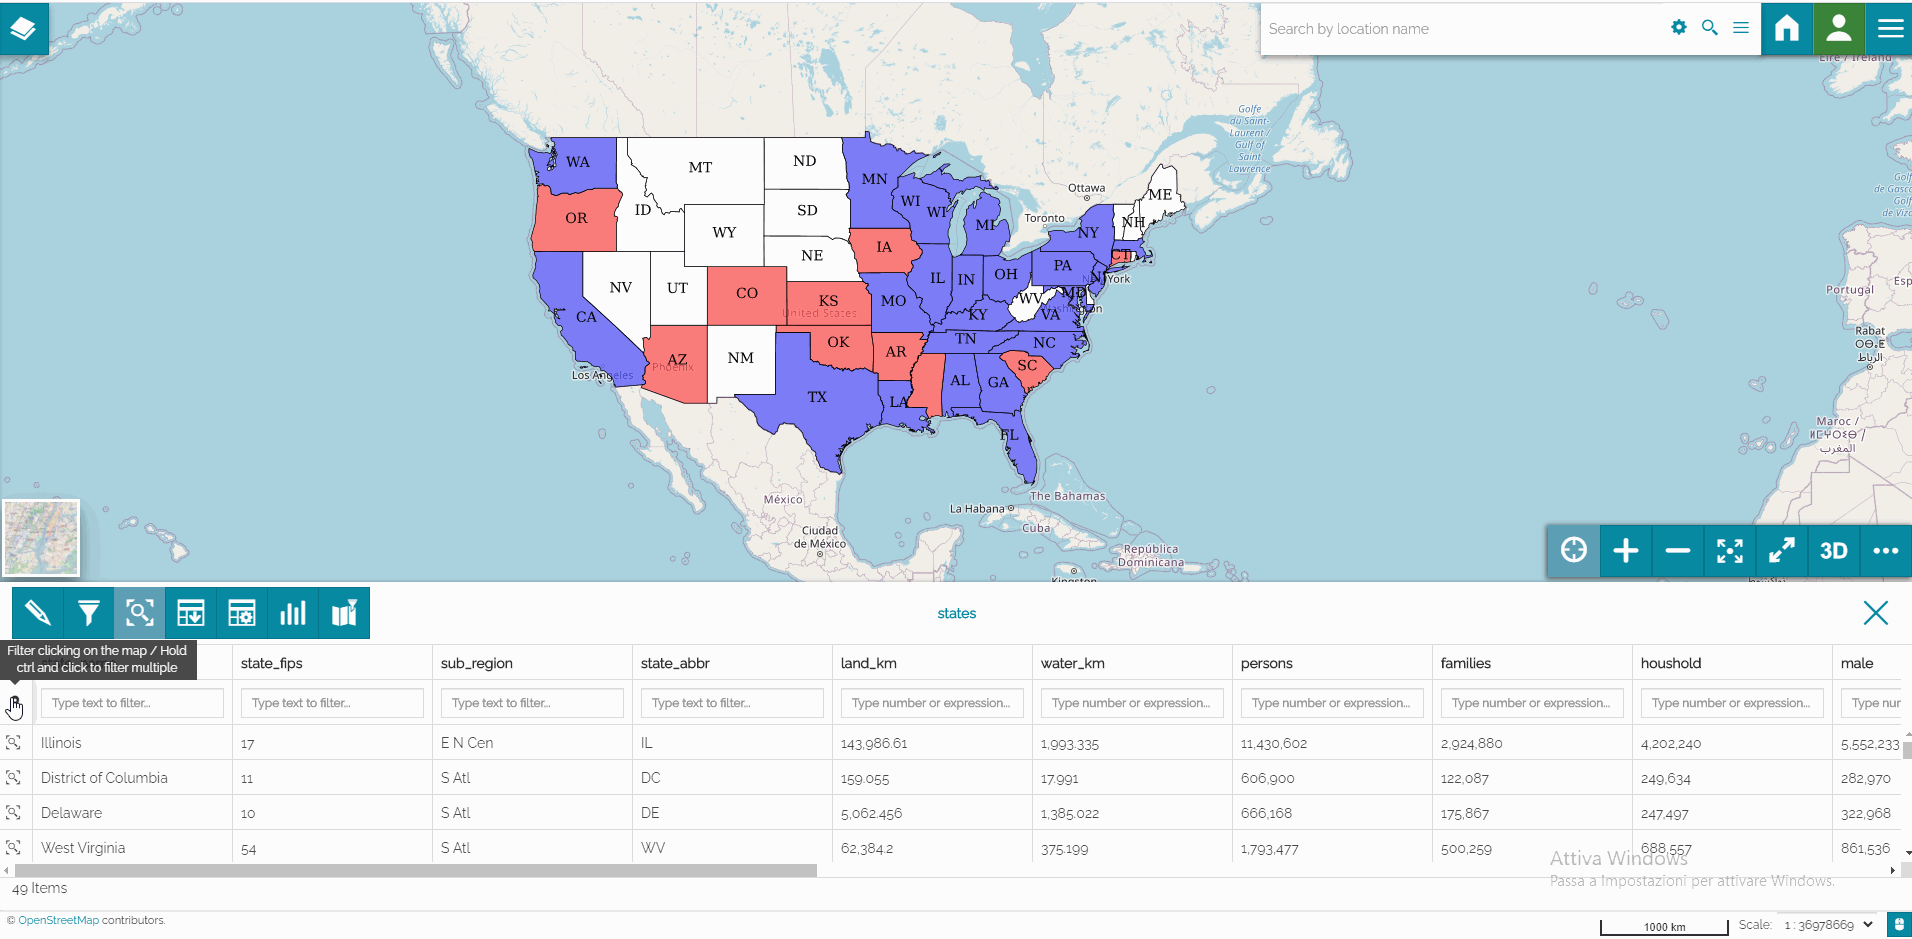 Search by location name
Eire / Ireland
Golfe
du Saint-
Laurent /
Gulf of
Saint
Lawrence
Ottawa
Toronto
WA
MT
ND
MN
ME
OR
ID
SD
WI
WI
MI
NH
WY
IA
NY
CT
NE
PA
NV
UT
CO
KS
MO
IL
IN
OH
NJ
York
WV
MD
VA
United States
CA
KY
AZ
NM
OK
AR
TN
NC
SC
Phoenix
Los Angeles
TX
LA
AL
GA
FL
Portugal
Rabat
ⵔⴱⴰⵟ
الرباط
Maroc /
ⵍⵎⵖⵔⵉⴱ /
المغرب
México
Ciudad
de México
La Habana
The Bahamas
Cuba
República
Dominicana
Kingston
3D
states
Filter clicking on the map / Hold
ctrl and click to filter multiple
state_fips sub_region state_abbr land_km water_km persons families houshold male
Type text to filter... Type text to filter... Type text to filter... Type text to filter... Type number or expression... Type number or expression... Type number or expression... Type number or expression... Type number or expression... Type nur
Illinois 17 E N Cen IL 143,986.61 1,993.335 11,430,602 2,924,880 4,202,240 5,552,233
District of Columbia 11 S Atl DC 159.055 17.991 606,900 122,087 249,634 282,970
Delaware 10 S Atl DE 5,062.456 1,385.022 666,168 175,867 247,497 322,968
West Virginia 54 S Atl WV 62,384.2 375.199 1,793,477 500,259 688,557 861,536
Attiva Windows
Passa a Impostazioni per attivare Windows.
49 Items
© OpenStreetMap contributors.
1000 km
Scale: 1 : 36978669